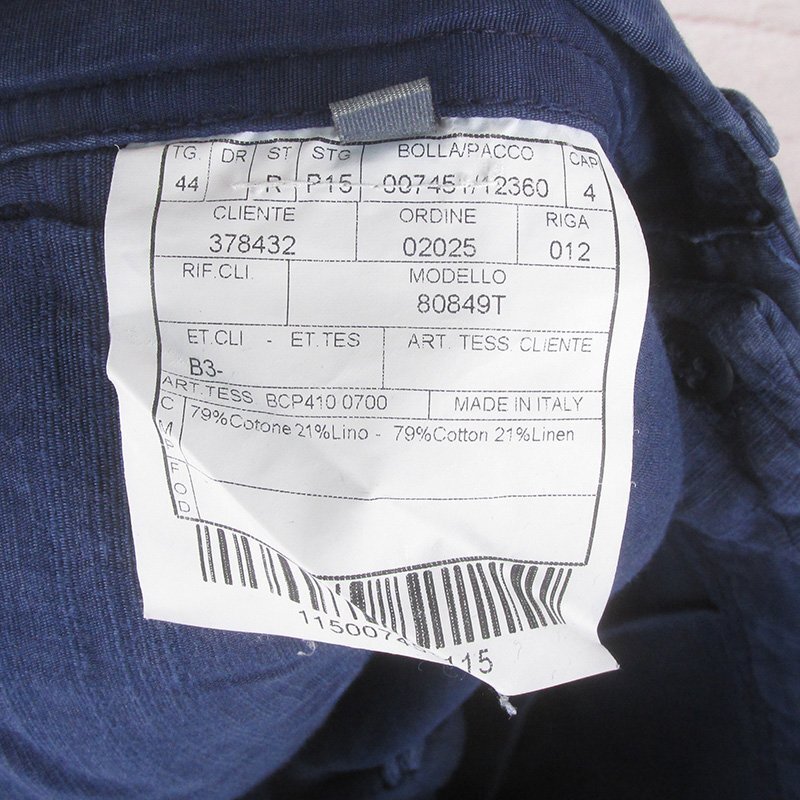 TG. DR ST STG BOLLA/PACCO CAP
44 R P15 007451/12360 4
CLIENTE ORDINE RIGA
378432 02025 012
RIF.CLI. MODELLO
80849T
ET.CLI - ET.TES ART. TESS. CLIENTE
B3-
ART.TESS BCP410 0700 MADE IN ITALY
C
M
P
79%Cotone 21%Lino - 79%Cotton 21%Linen
F
O
D